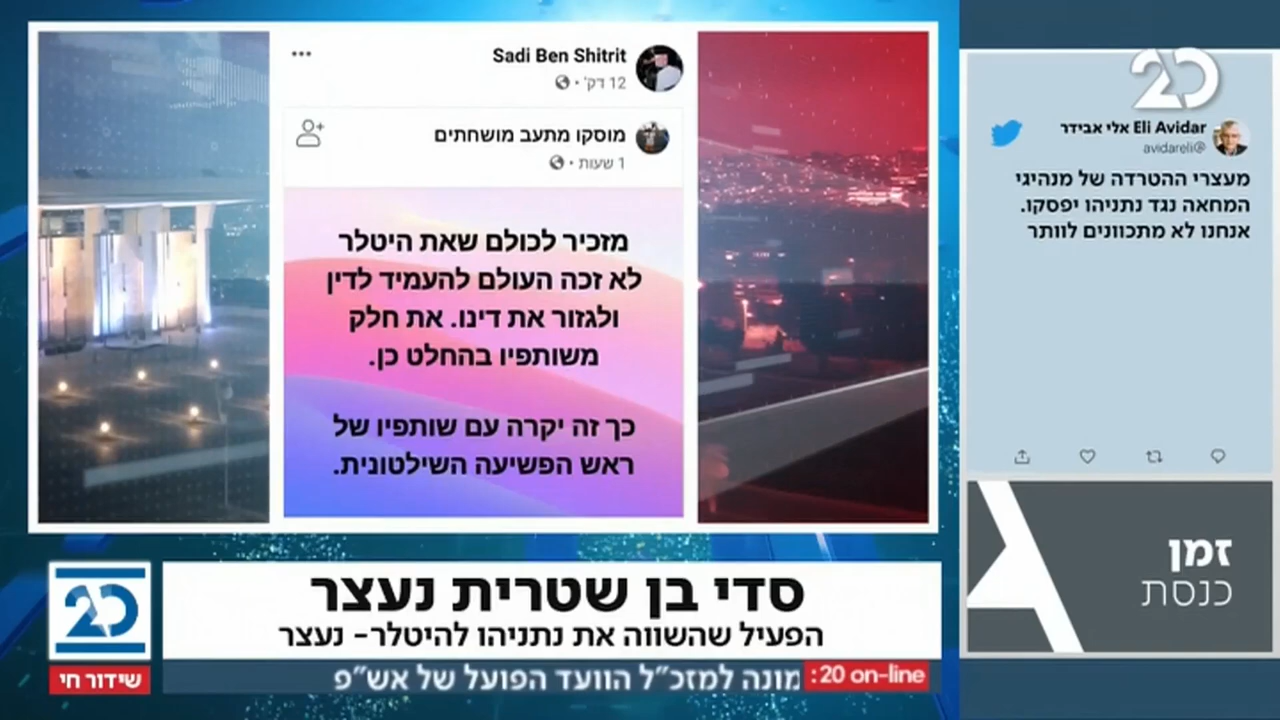 Sadi Ben Shitrit
12 דק'
מוסקו מתעב מושחתים
1 שעות
מזכיר לכולם שאת היטלר
לא זכה העולם להעמיד לדין
ולגזור את דינו. את חלק
משותפיו בהחלט כן.
כך זה יקרה עם שותפיו של
ראש הפשיעה השילטונית.
20
Eli Avidar אלי אבידר
@avidareli
מעצרי ההטרדה של מנהיגי
המחאה נגד נתניהו יפסקו.
אנחנו לא מתכוונים לוותר
זמן
כנסת
20
סדי בן שטרית נעצר
הפעיל שהשווה את נתניהו להיטלר- נעצר
שידור חי
20 on-line:
מונה למזכ"ל הוועד הפועל של אש"פ